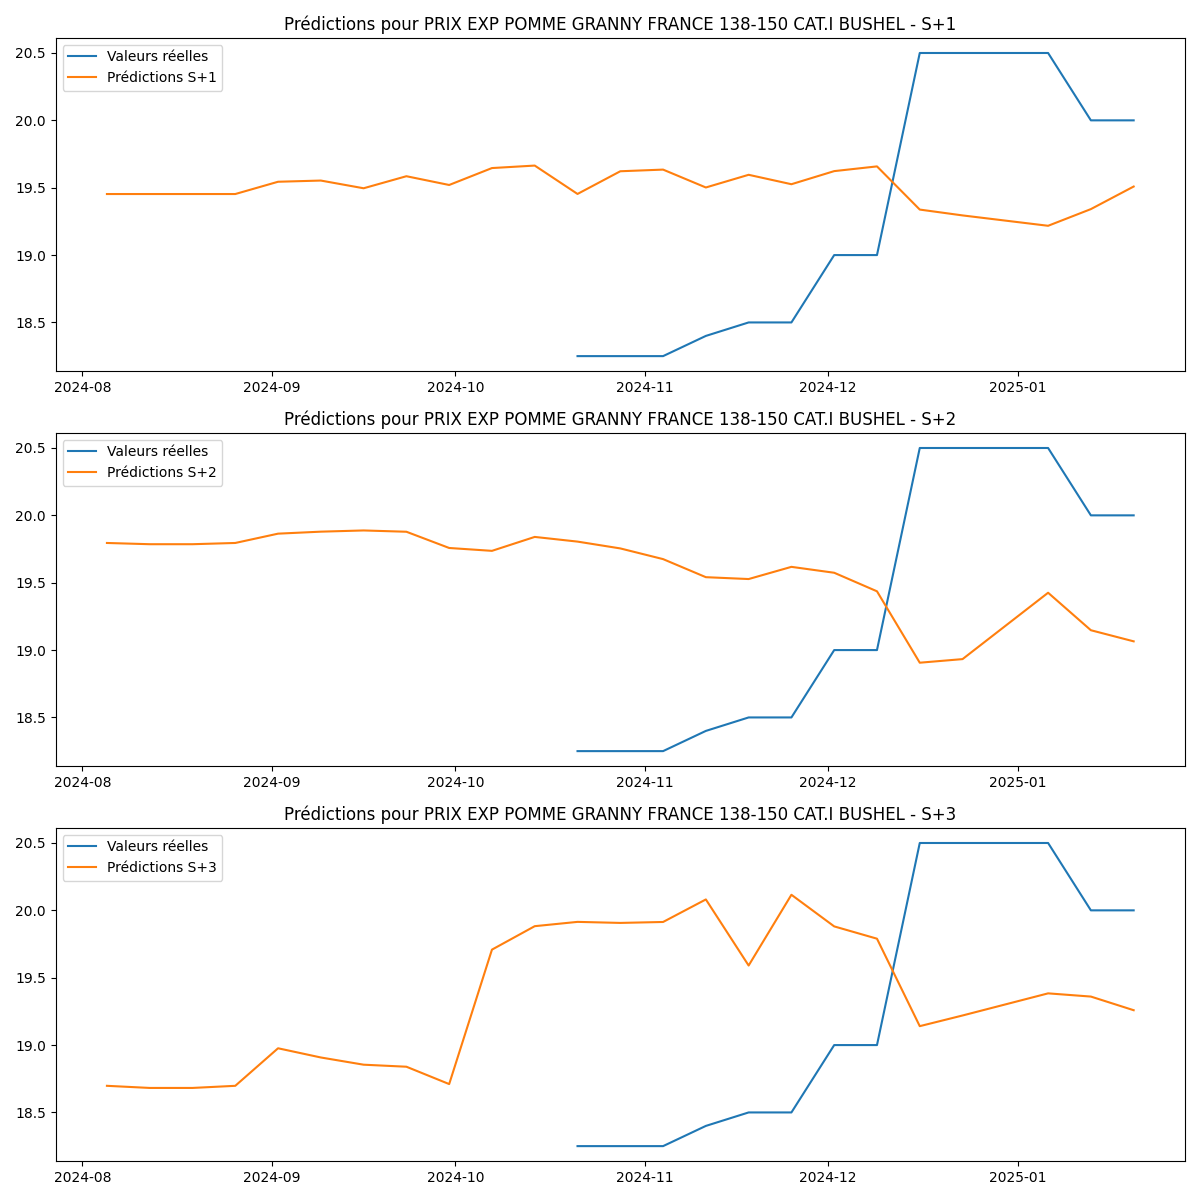 Prédictions pour PRIX EXP POMME GRANNY FRANCE 138-150 CAT.I BUSHEL - S+1
Valeurs réelles
Prédictions S+1
20.5
20.0
19.5
19.0
18.5
2024-08 2024-09 2024-10 2024-11 2024-12 2025-01
Prédictions pour PRIX EXP POMME GRANNY FRANCE 138-150 CAT.I BUSHEL - S+2
Valeurs réelles
Prédictions S+2
20.5
20.0
19.5
19.0
18.5
2024-08 2024-09 2024-10 2024-11 2024-12 2025-01
Prédictions pour PRIX EXP POMME GRANNY FRANCE 138-150 CAT.I BUSHEL - S+3
Valeurs réelles
Prédictions S+3
20.5
20.0
19.5
19.0
18.5
2024-08 2024-09 2024-10 2024-11 2024-12 2025-01